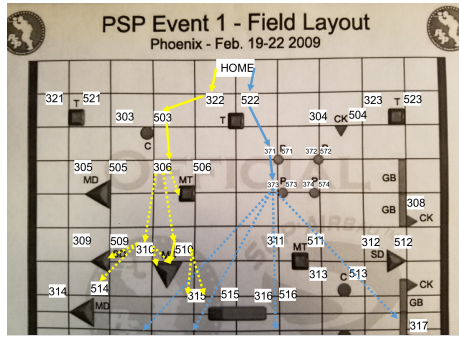 PSP Event 1 - Field Layout
Phoenix - Feb. 19-22 2009
HOME
321 521 322 522 323 523
T T T
303 503 304 CK 504
C
371 571 372 572
P P
305 505 306 506
MD MT GB
373 573 374 574
P
GB 308
CK
309 509 310 510 311 511 312 512
MT SD
313 513
C CK
314 514 315 515 316 516 GB
MD
317